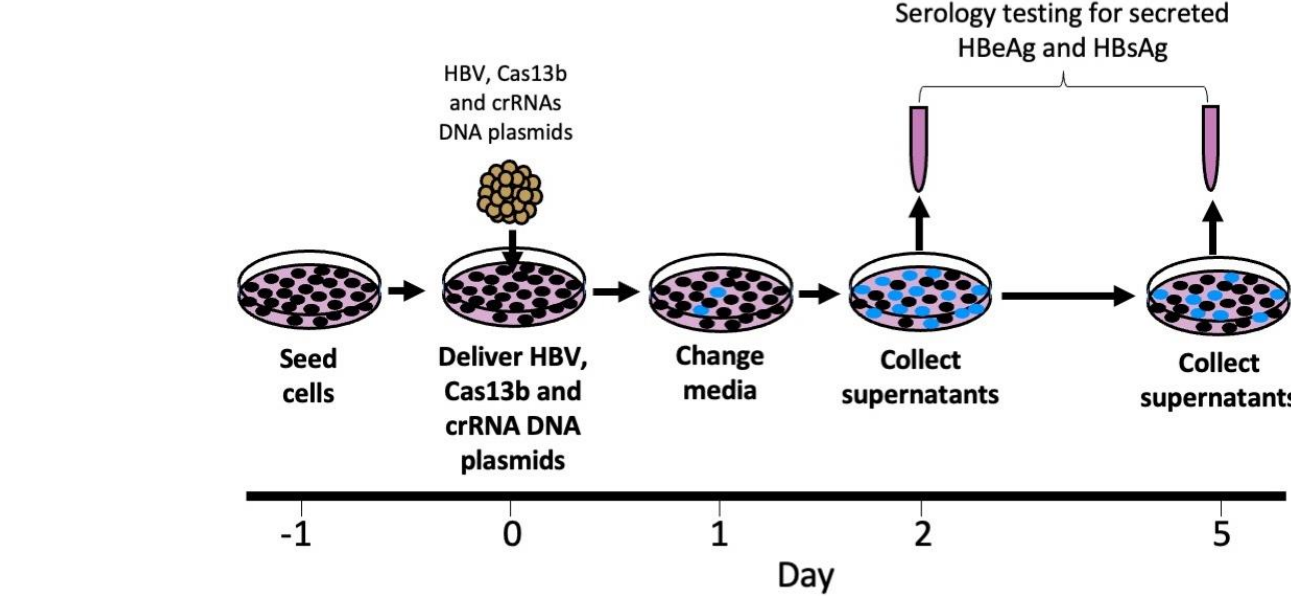 Serology testing for secreted
HBeAg and HBsAg
HBV, Cas13b
and crRNAs
DNA plasmids
Seed
cells
Deliver HBV,
Cas13b and
crRNA DNA
plasmids
Change
media
Collect
supernatants
Collect
supernatants
-1
0
1
2
5
Day